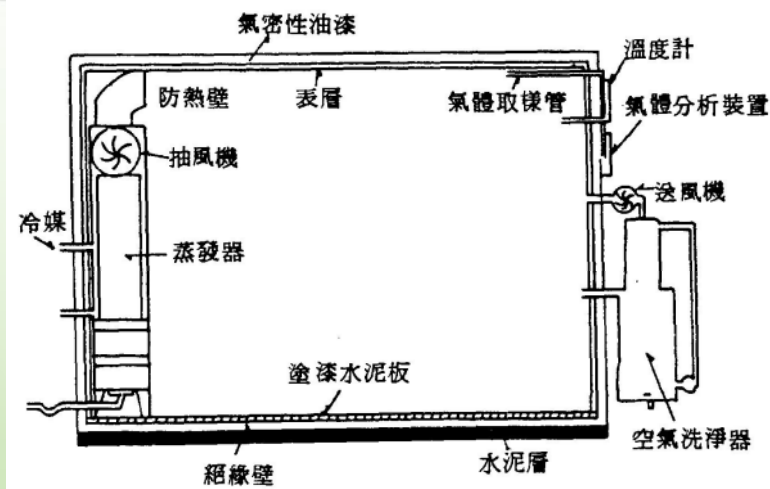 氣密性油漆
溫度計
防熱壁
表層
氣體取樣管
氣體分析裝置
抽風機
送風機
冷媒
蒸發器
塗漆水泥板
空氣洗淨器
絕緣壁
水泥層